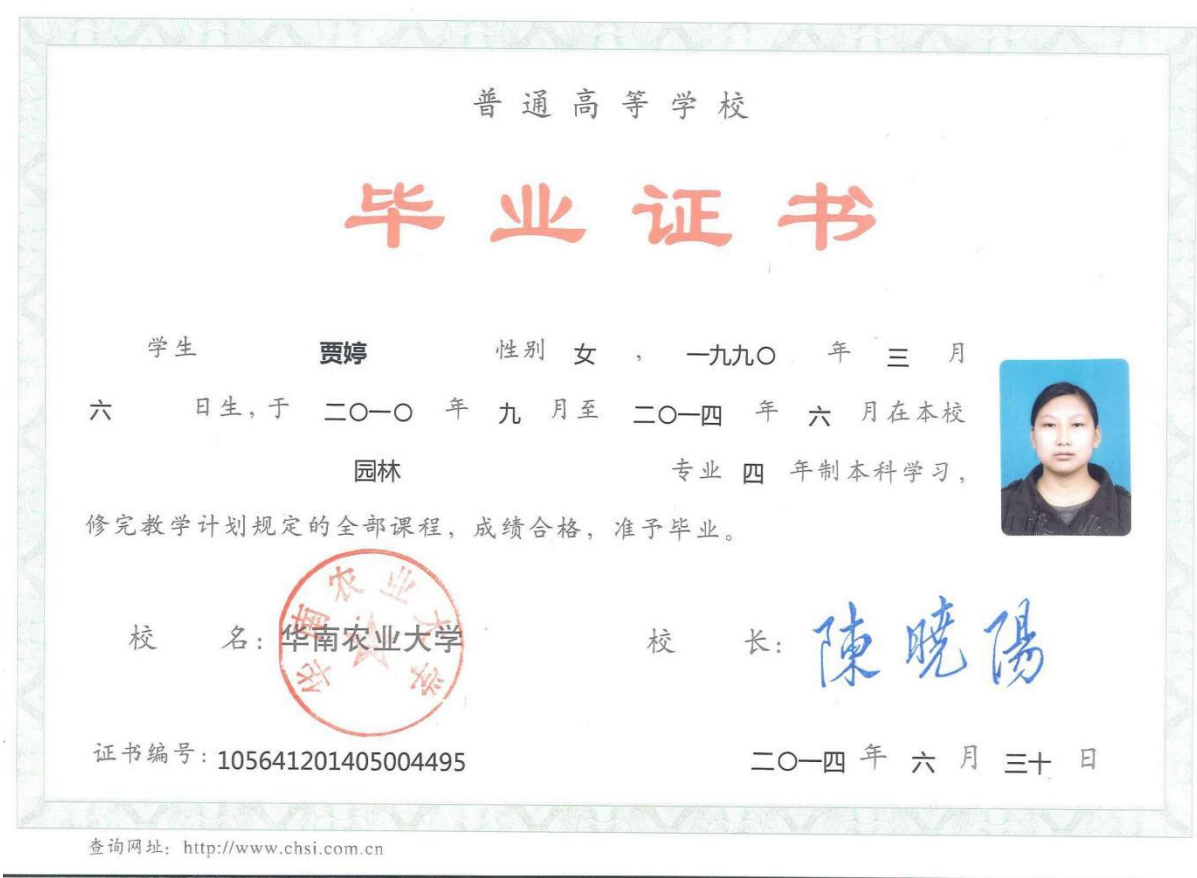 普通高等学校
毕业证书
学生 贾婷 性别 女 , 一九九〇 年 三 月
六 日生,于 二〇一〇 年 九 月至 二〇一四 年 六 月在本校
园林 专业 四 年制本科学习,
修完教学计划规定的全部课程,成绩合格,准予毕业。
华南农业大学
校 名: 华南农业大学 校 长: 陳曉陽
证书编号: 105641201405004495 二〇一四 年 六 月 三十 日
查询网址: http://www.chsi.com.cn